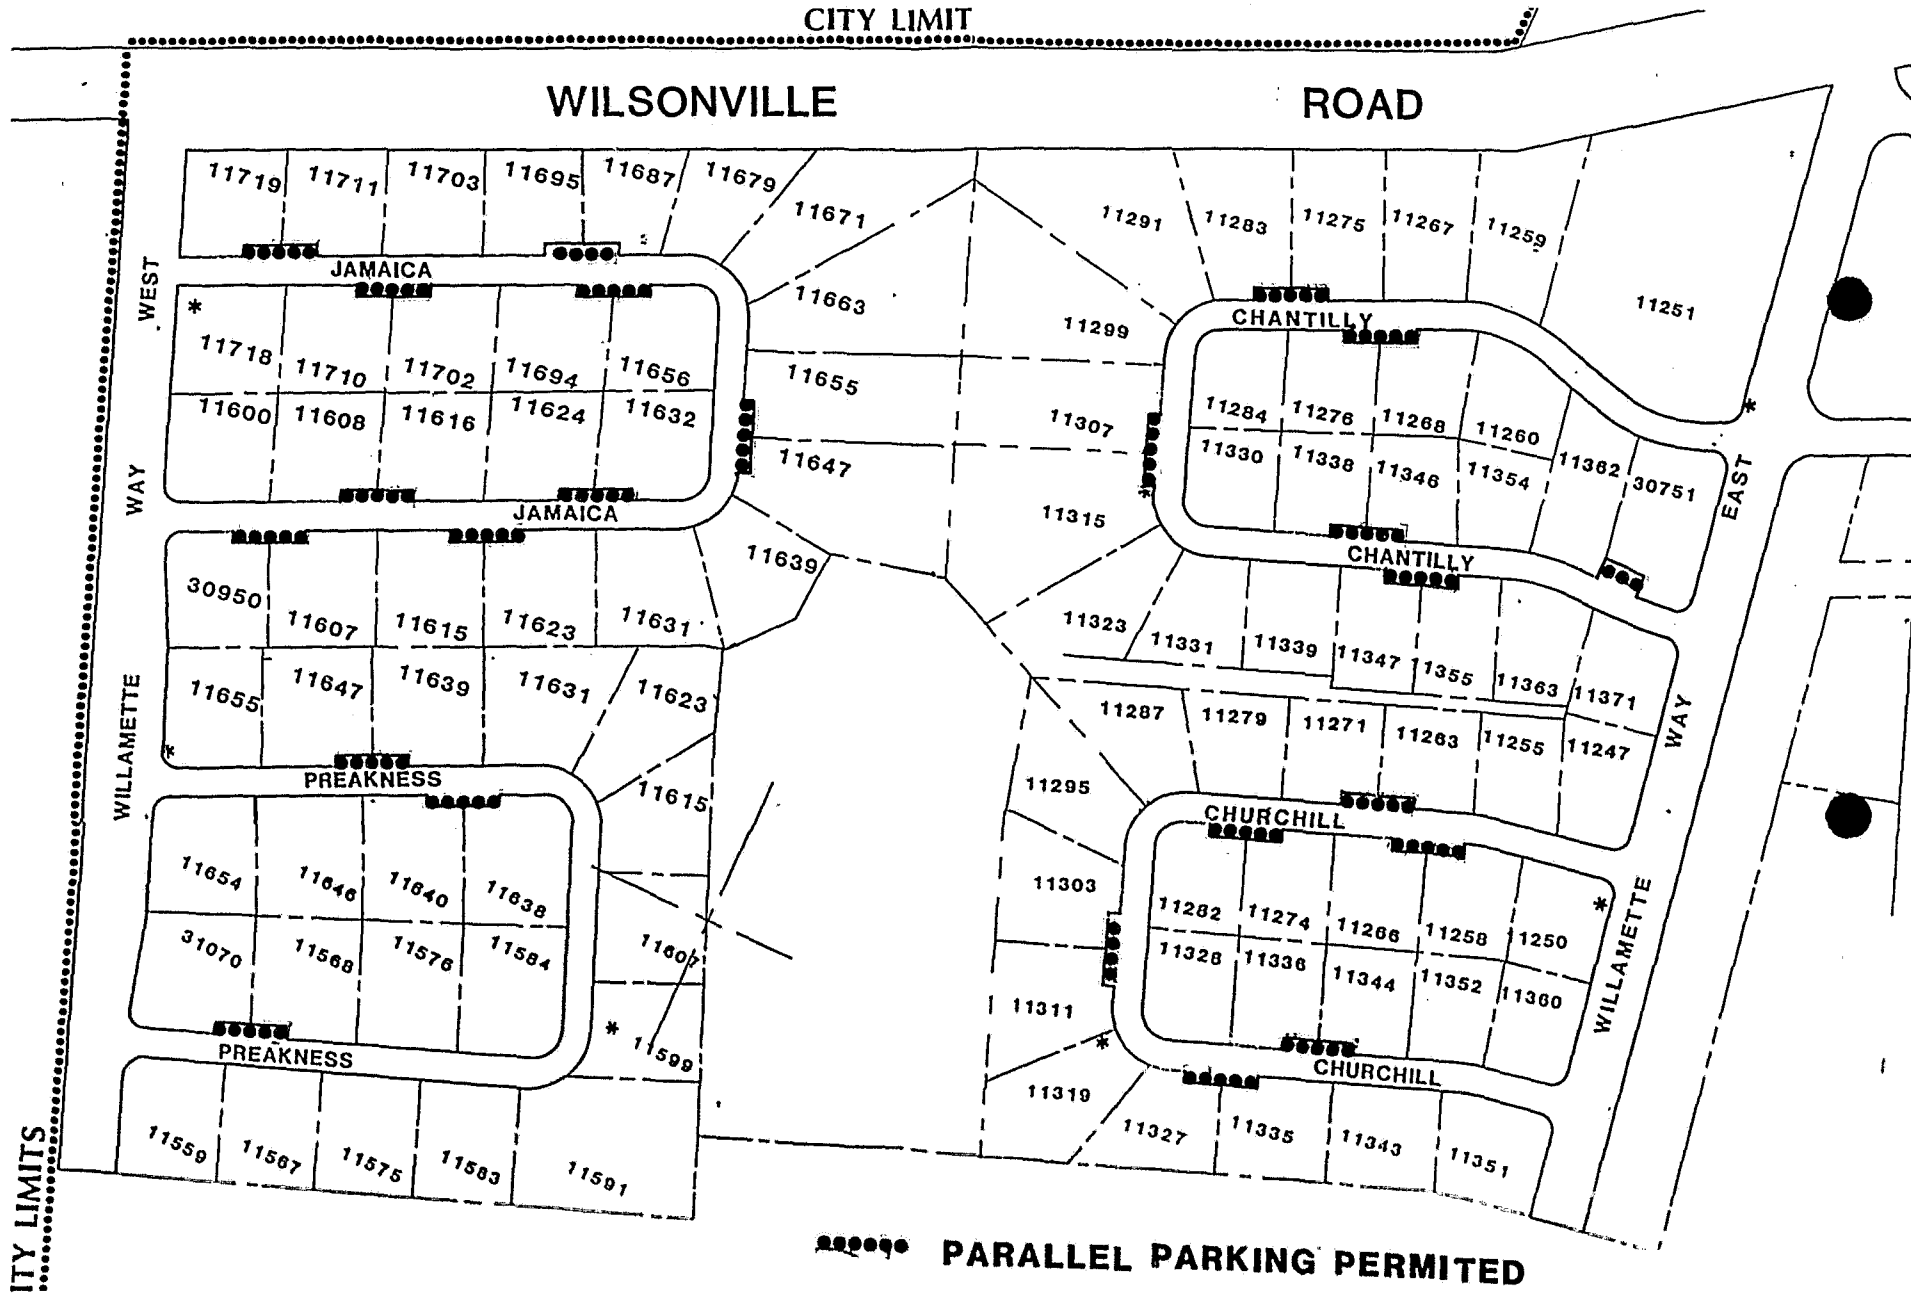 CITY LIMIT
WILSONVILLE ROAD
11719 11711 11703 11695 11687 11679
11671
11291 11283 11275 11267 11259
11251
JAMAICA
WEST
*
11663
11299
CHANTILLY
11718 11710 11702 11694 11656
11655
11600 11608 11616 11624 11632
11307
11284 11276 11268 11260
*
11647
11330 11338 11346 11354 11362 30751
EAST
WAY
JAMAICA
*
11315
11639
CHANTILLY
30950 11607 11615 11623 11631
11323 11331 11339 11347 11355 11363 11371
11655 11647 11639 11631 11623
11287 11279 11271 11263 11255 11247
WAY
WILLAMETTE
*
PREAKNESS
11615
11295
CHURCHILL
11654 11646 11640 11638
11303
11282 11274 11266 11258 11250
*
WILLAMETTE
31070 11568 11576 11584
11607
11328 11336 11344 11352 11360
11311
*
11599
*
PREAKNESS
CHURCHILL
11319
11327 11335 11343 11351
11559 11567 11575 11583 11591
ITY LIMITS
PARALLEL PARKING PERMITED